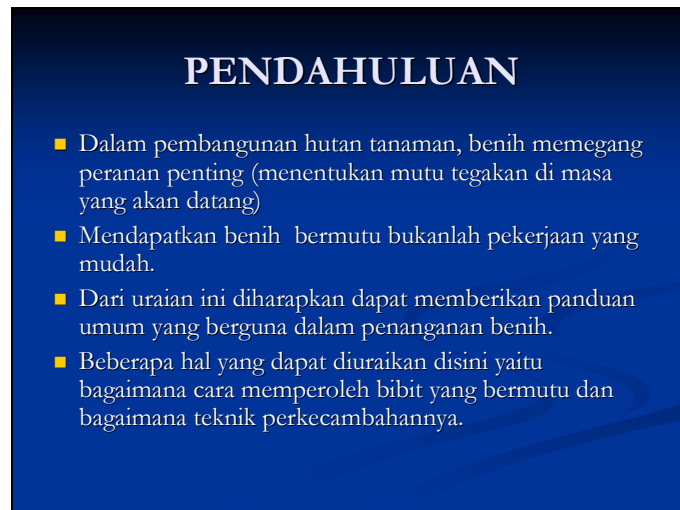 PENDAHULUAN
Dalam pembangunan hutan tanaman, benih memegang
peranan penting (menentukan mutu tegakan di masa
yang akan datang)
Mendapatkan benih bermutu bukanlah pekerjaan yang
mudah.
Dari uraian ini diharapkan dapat memberikan panduan
umum yang berguna dalam penanganan benih.
Beberapa hal yang dapat diuraikan disini yaitu
bagaimana cara memperoleh bibit yang bermutu dan
bagaimana teknik perkecambahannya.